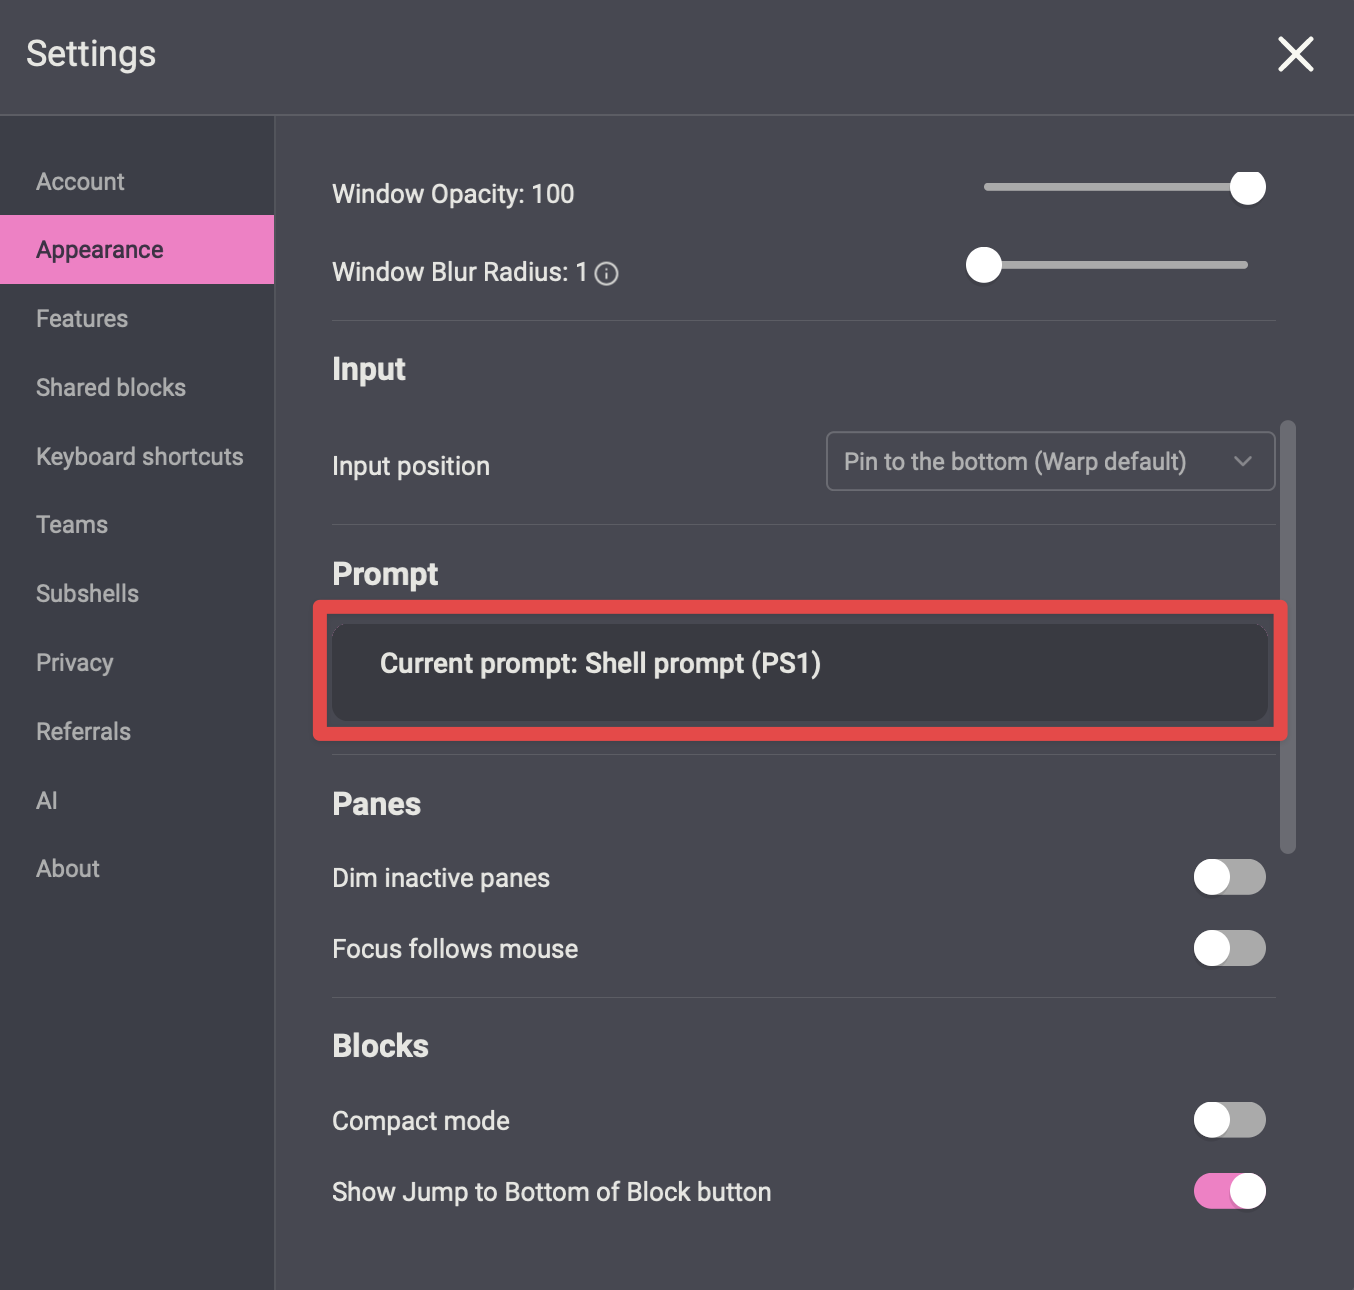 Settings
Account
Appearance
Features
Shared blocks
Keyboard shortcuts
Teams
Subshells
Privacy
Referrals
AI
About
Window Opacity: 100
Window Blur Radius: 1
Input
Input position
Pin to the bottom (Warp default)
Prompt
Current prompt: Shell prompt (PS1)
Panes
Dim inactive panes
Focus follows mouse
Blocks
Compact mode
Show Jump to Bottom of Block button